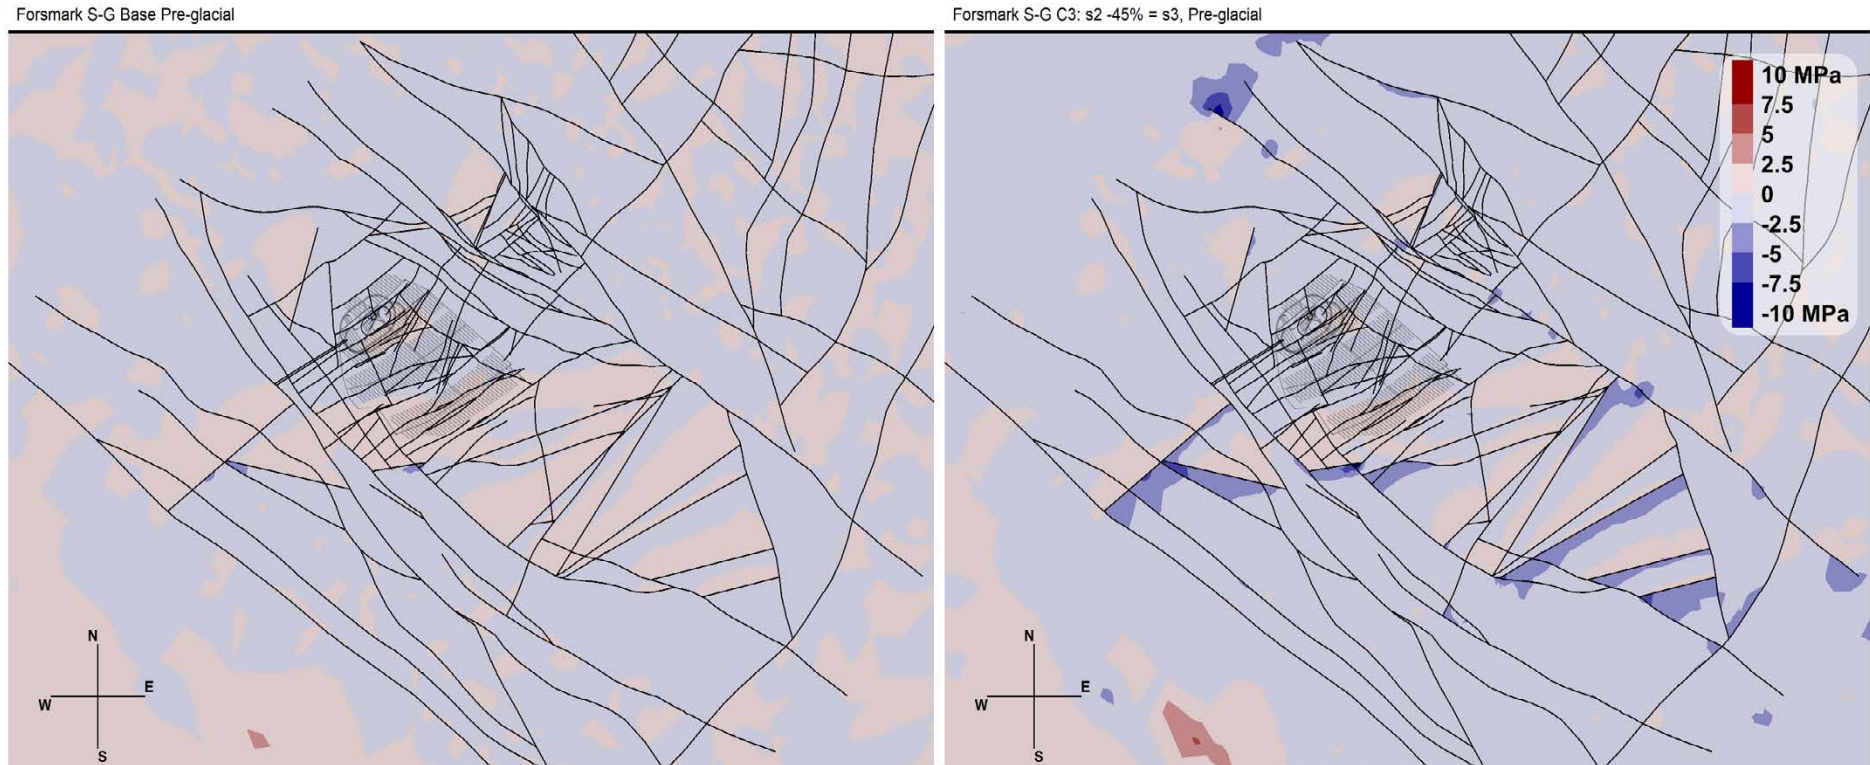 Forsmark S-G Base Pre-glacial
Forsmark S-G C3: s2 -45% = s3, Pre-glacial
10 MPa
7.5
5
2.5
0
-2.5
-5
-7.5
-10 MPa
N
W
E
S
N
W
E
S